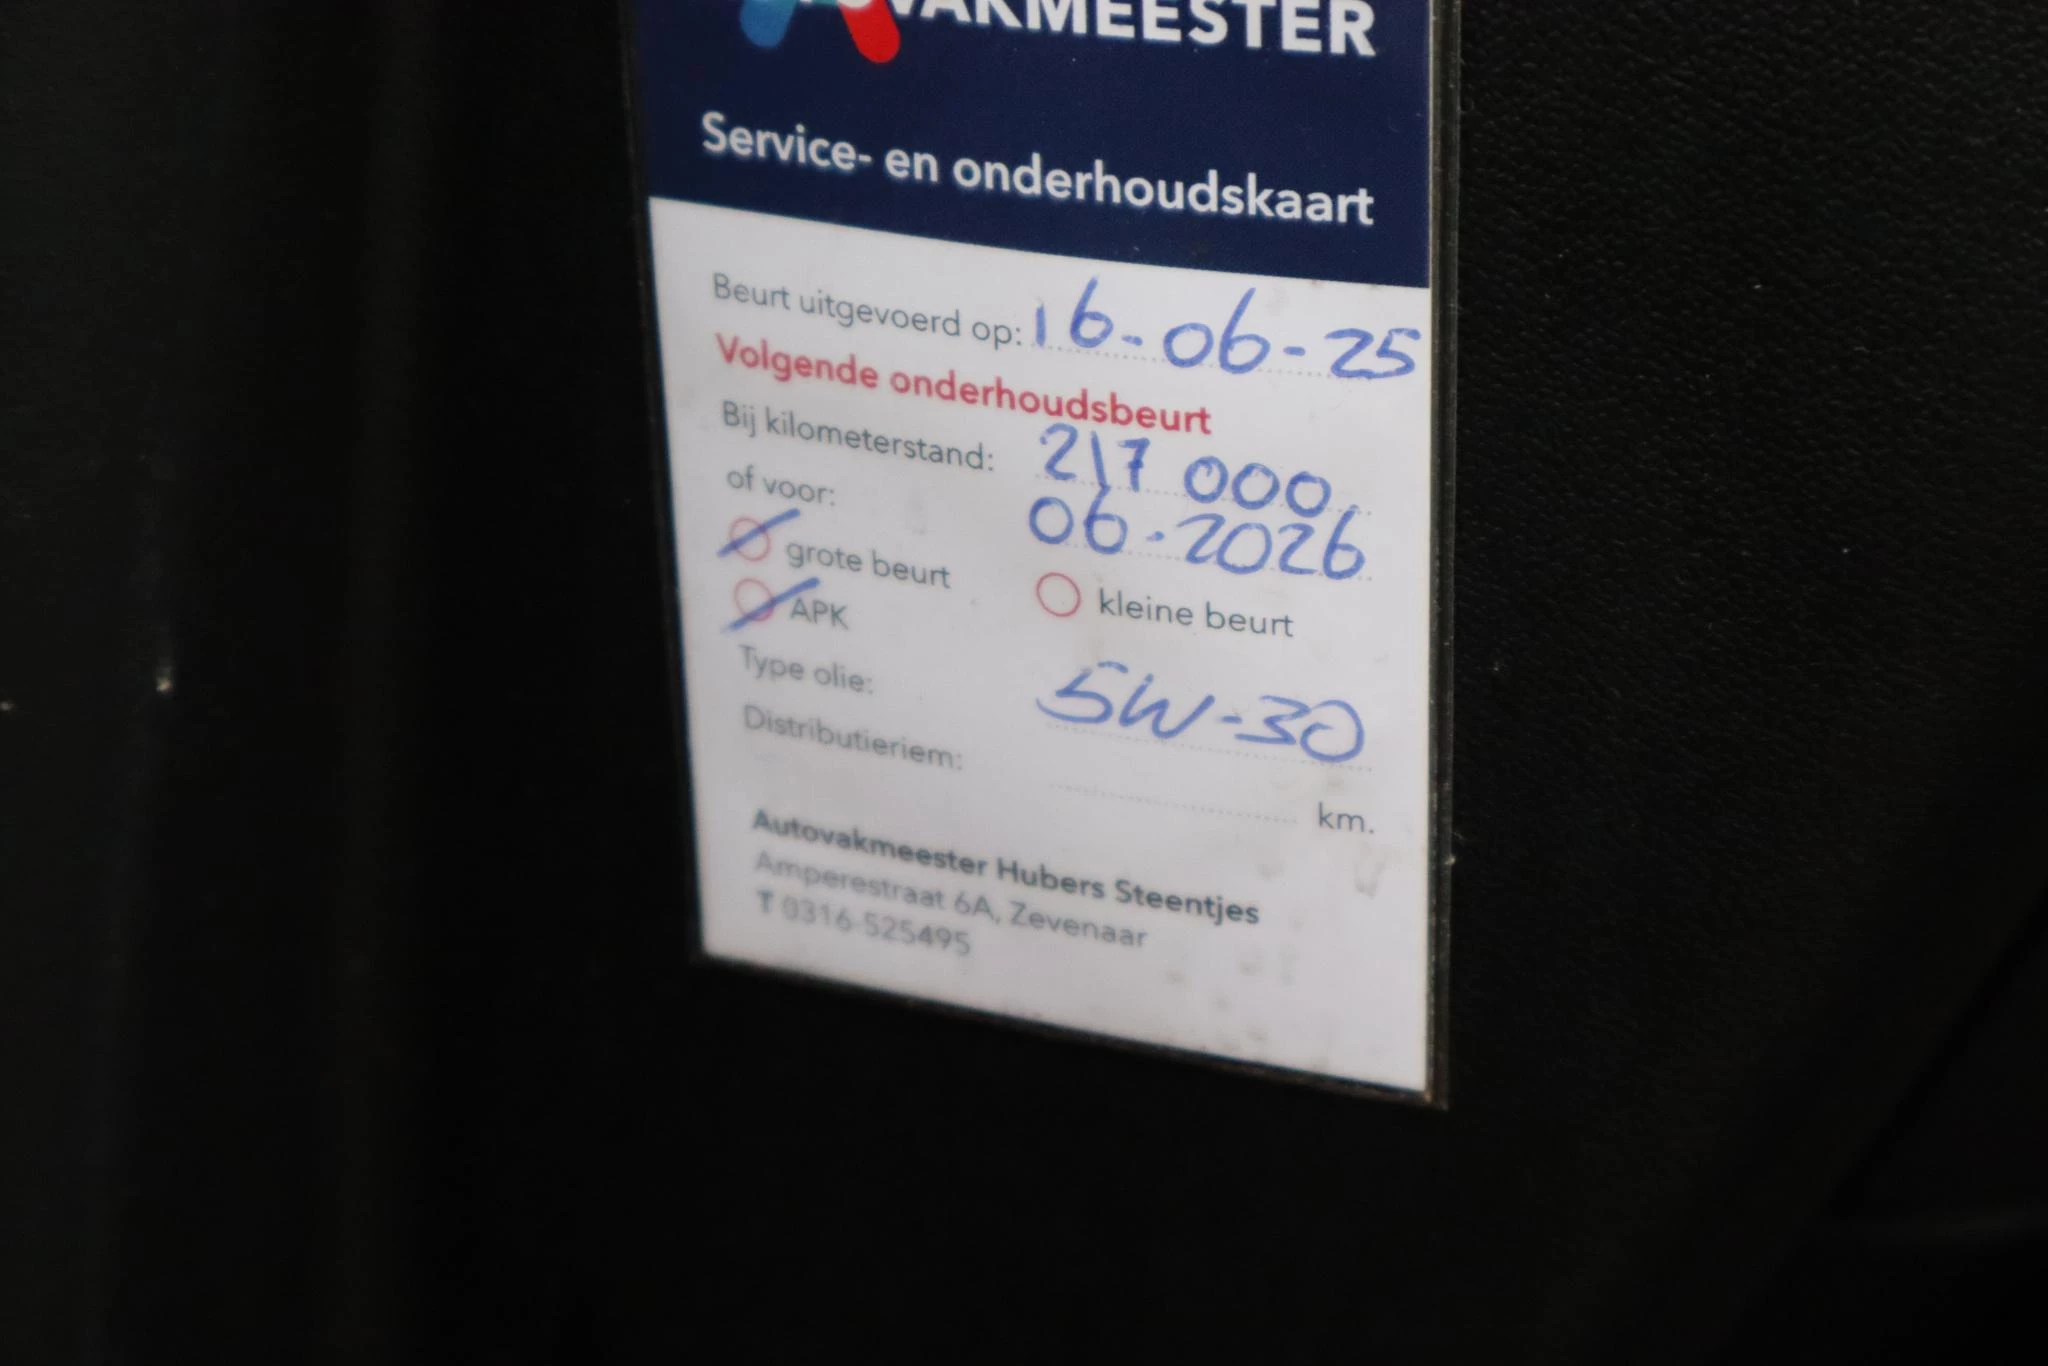 OVAKMEESTER
Service- en onderhoudskaart
Beurt uitgevoerd op: 16-06-25
Volgende onderhoudsbeurt
Bij kilometerstand: 217 000
of voor: 06-2026
grote beurt kleine beurt
APK
Type olie: 5W-30
Distributieriem: km.
Autovakmeester Hubers Steentjes
Amperestraat 6A, Zevenaar
T 0316-525495